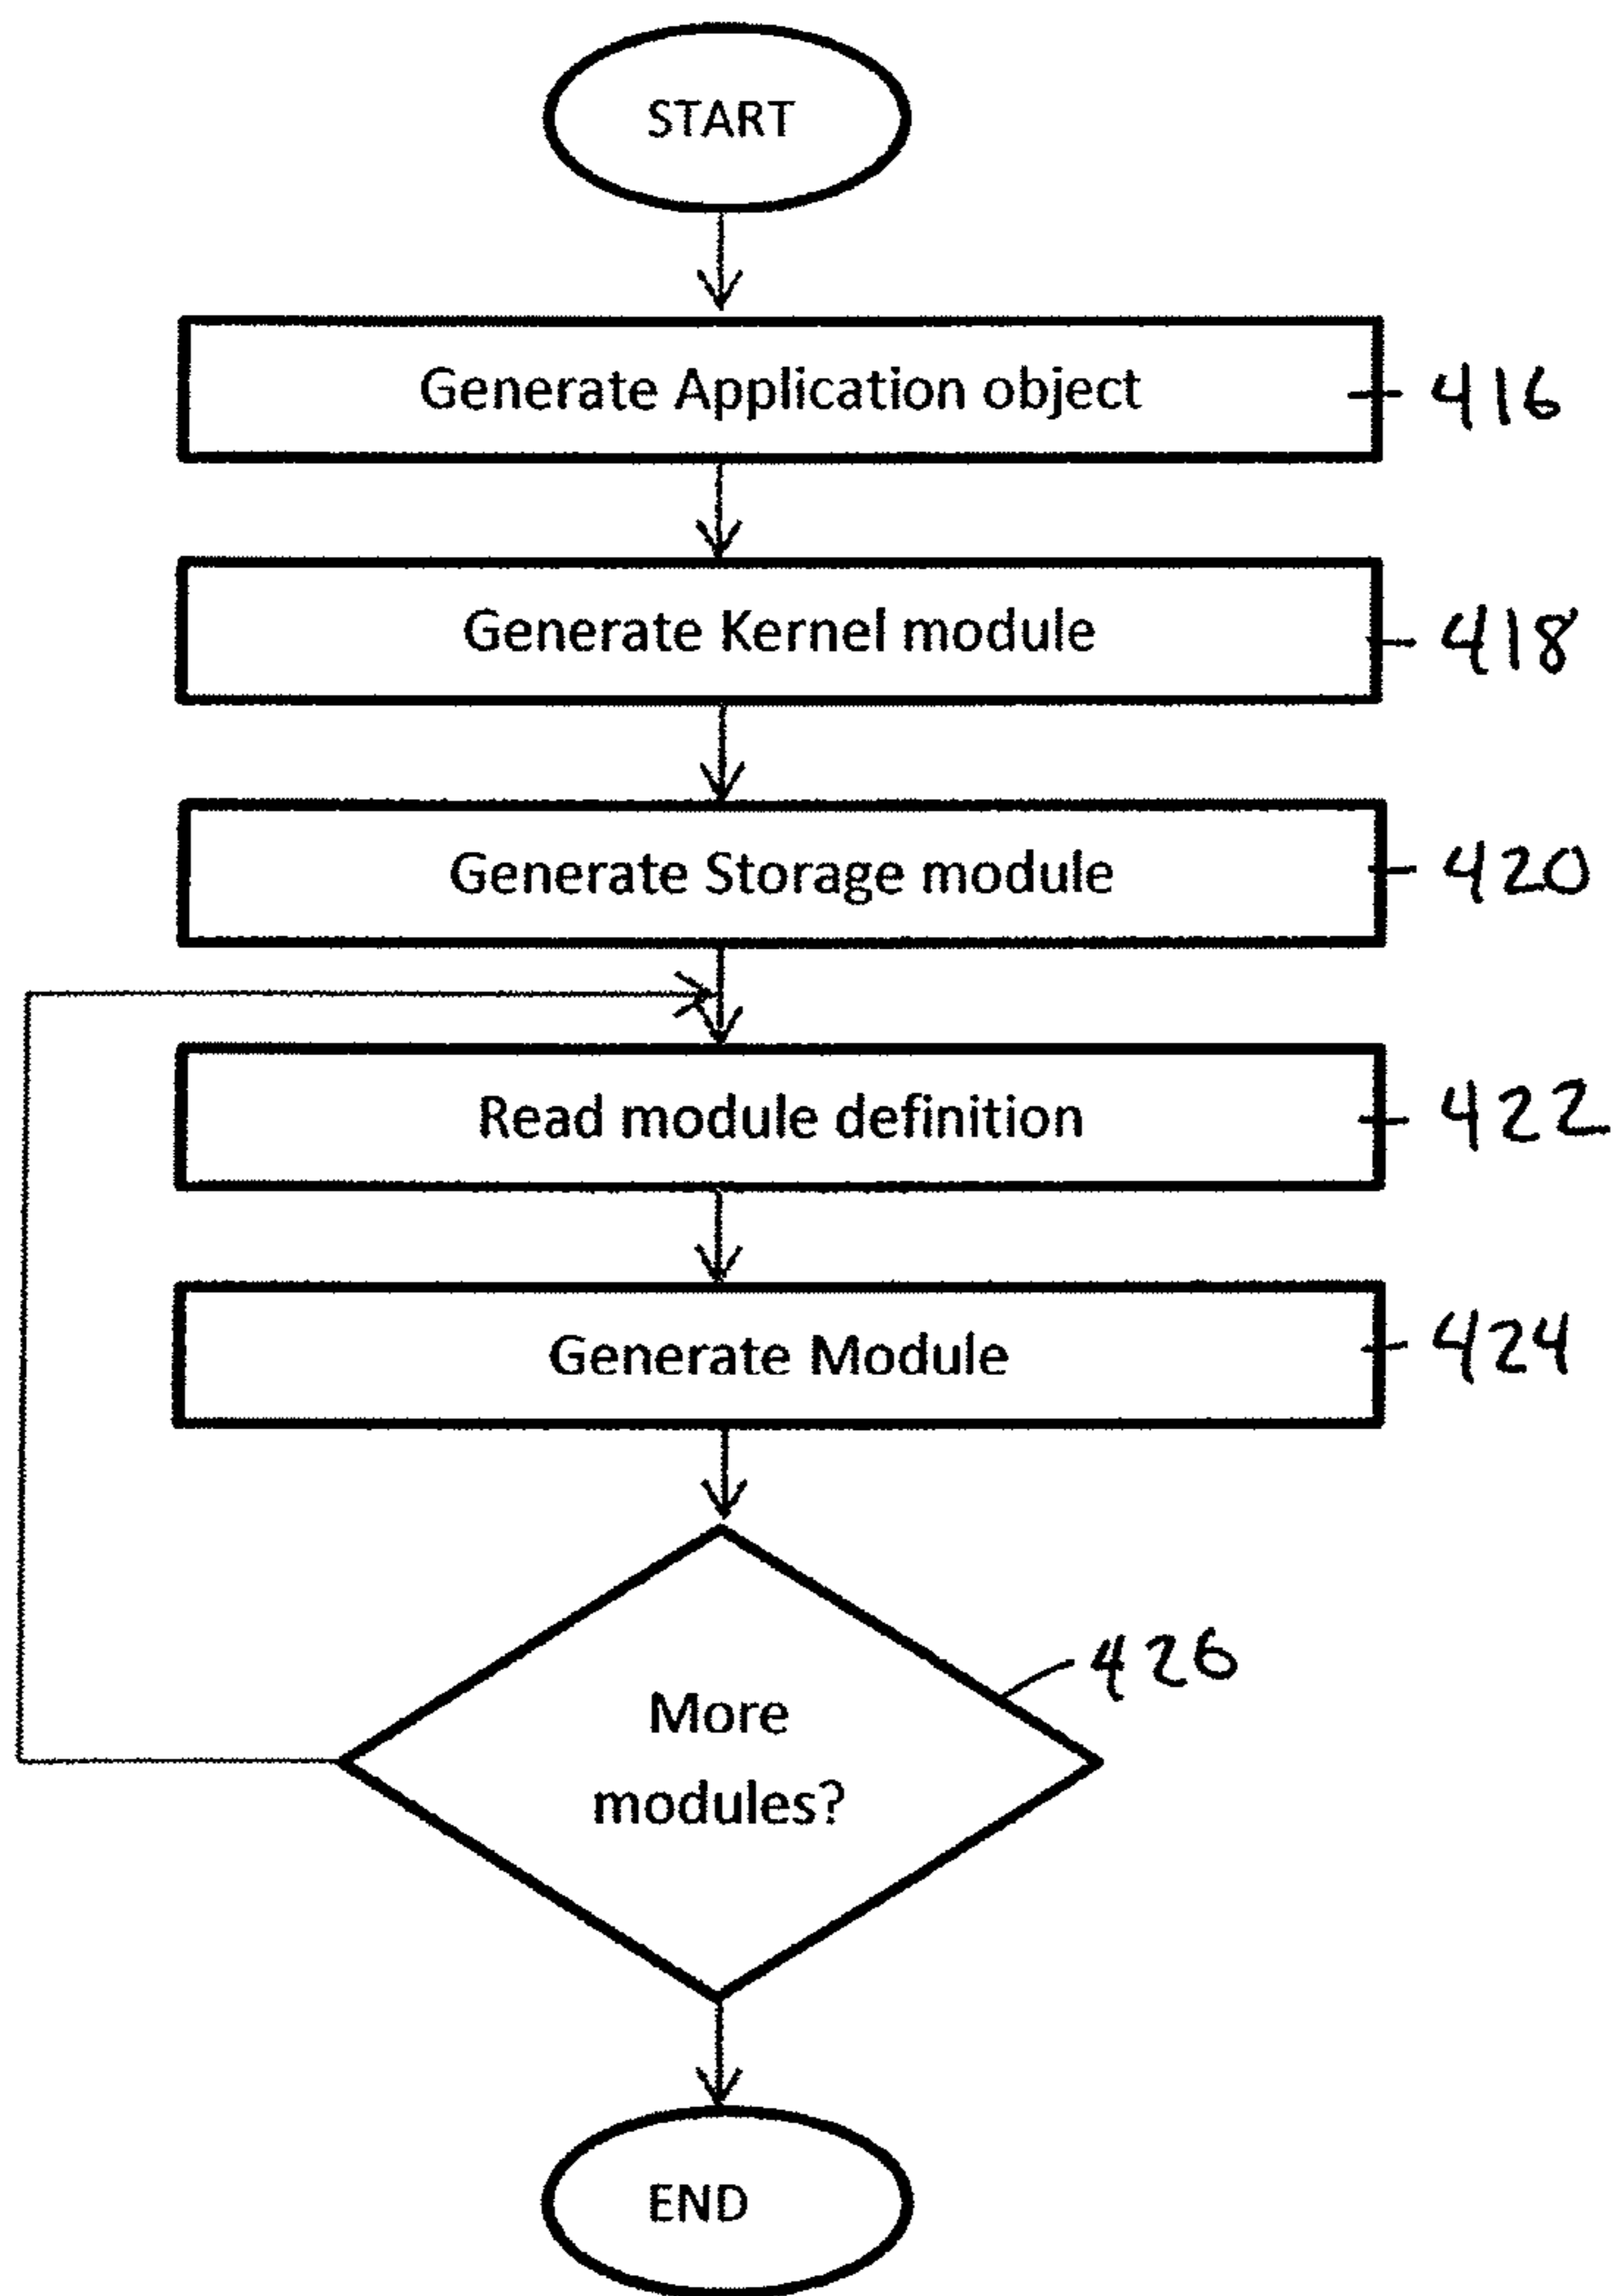 START
Generate Application object
416
Generate Kernel module
418
Generate Storage module
420
Read module definition
422
Generate Module
424
More
modules?
426
END